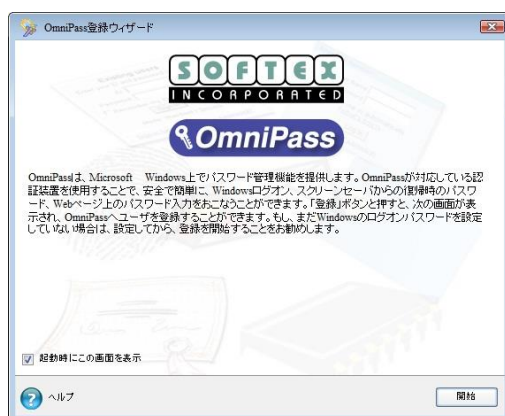 OmniPass登録ウィザード
SOFTEX
INCORPORATED
OmniPass
OmniPassは、Microsoft Windows上でパスワード管理機能を提供します。OmniPassが対応している認
証装置を使用することで、安全で簡単に、Windowsログオン、スクリーンセーバからの復帰時のパスワ
ード、Webページ上のパスワード入力をおこなうことができます。「登録」ボタンと押すと、次の画面が表
示され、OmniPassへユーザを登録することができます。もし、まだWindowsのログオンパスワードを設定
していない場合は、設定してから、登録を開始することをお勧めします。
起動時にこの画面を表示
ヘルプ
開始